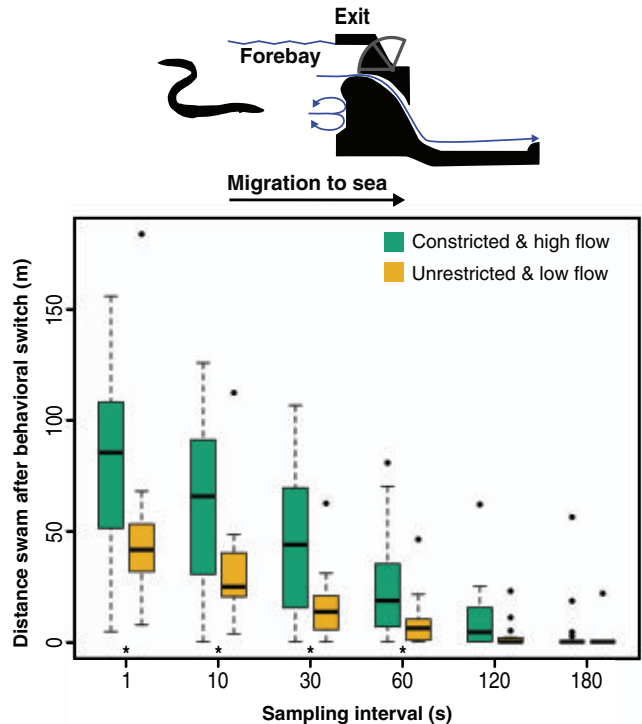 Exit
Forebay
Migration to sea
Constricted & high flow
Unrestricted & low flow
Distance swam after behavioral switch (m)
150
100
50
0
* * * *
1 10 30 60 120 180
Sampling interval (s)